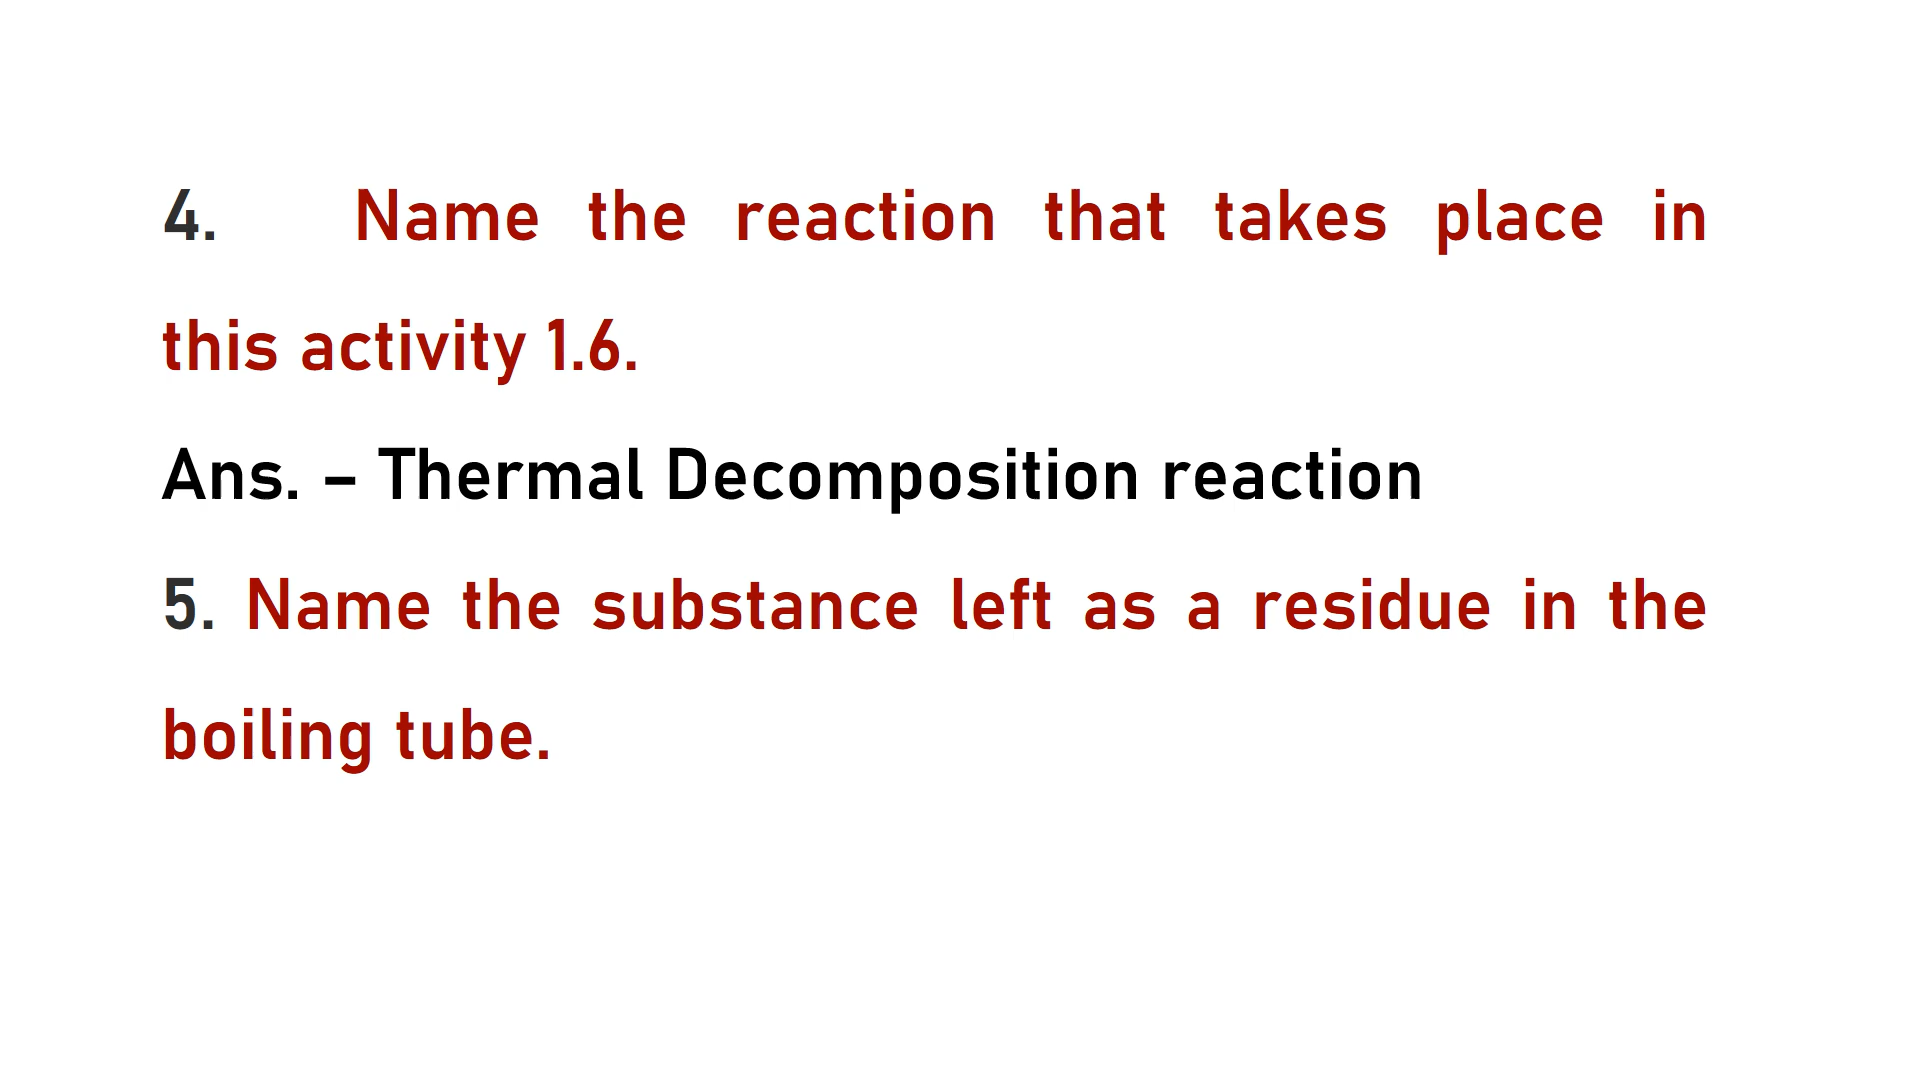 4. Name the reaction that takes place in
this activity 1.6.
Ans. – Thermal Decomposition reaction
5. Name the substance left as a residue in the
boiling tube.